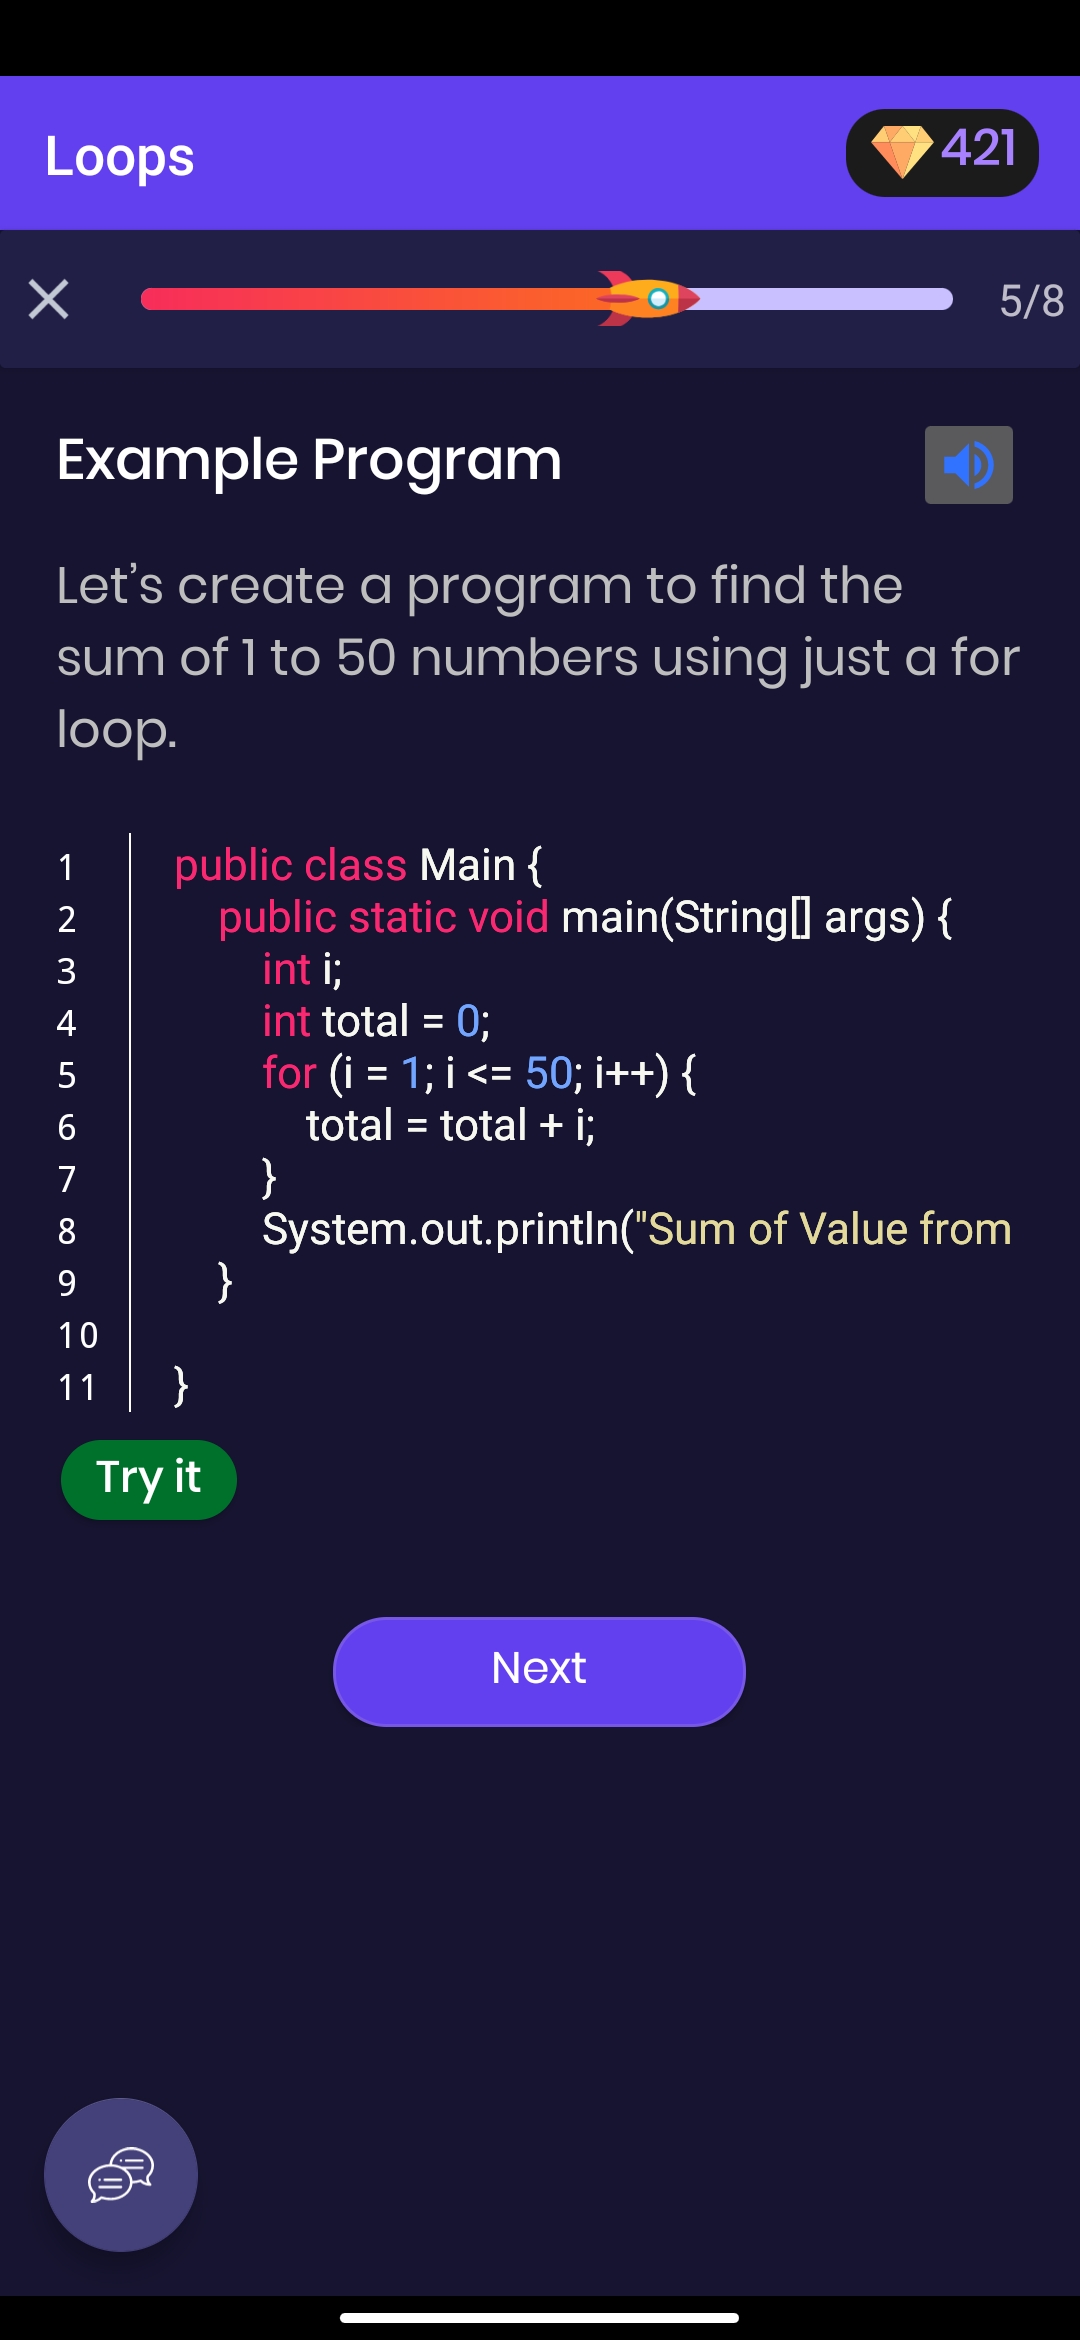 Loops
421
5/8
Example Program
Let’s create a program to find the
sum of 1 to 50 numbers using just a for
loop.
1 public class Main {
2 public static void main(String[] args) {
3 int i;
4 int total = 0;
5 for (i = 1; i <= 50; i++) {
6 total = total + i;
7 }
8 System.out.println("Sum of Value from
9 }
10
11 }
Try it
Next